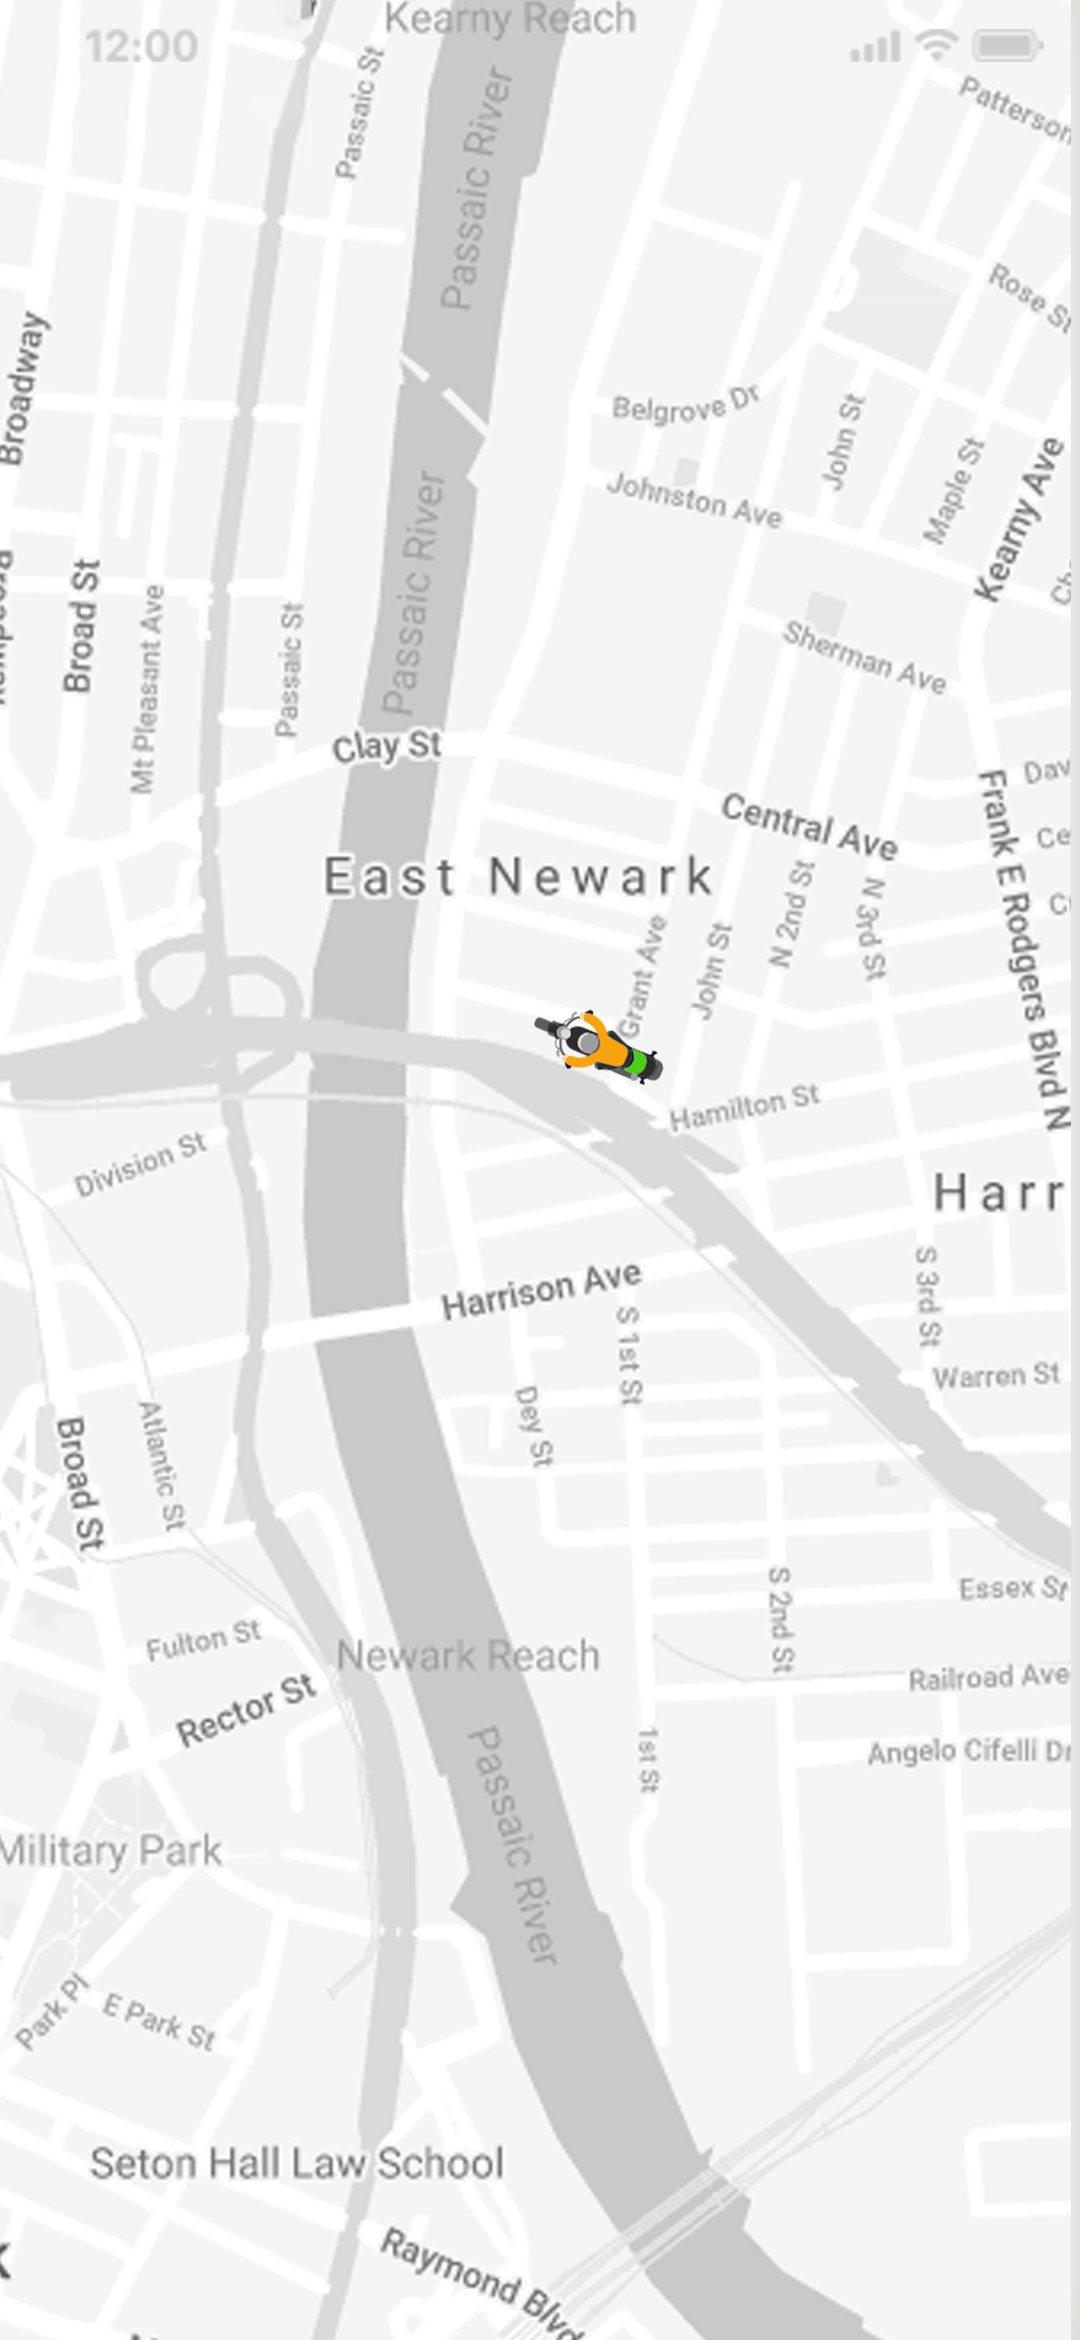 Kearny Reach
12:00
Passaic St
Passaic River
Patterson
Rose St
Broadway
Belgrove Dr
John St
Johnston Ave
Maple St
Kearny Ave
Passaic River
Broad St
Mt Pleasant Ave
Passaic St
Sherman Ave
Clay St
Dav
Central Ave
Ce
East Newark
Frank E Rodgers Blvd N
N 2nd St
N 3rd St
Grant Ave
John St
Hamilton St
Division St
Harr
Harrison Ave
S 1st St
S 3rd St
Warren St
Dey St
Atlantic St
Broad St
S 2nd St
Essex St
Fulton St
Newark Reach
Railroad Ave
Rector St
1st St
Angelo Cifelli Dr
Passaic River
Military Park
Park Pl
E Park St
Seton Hall Law School
Raymond Blvd